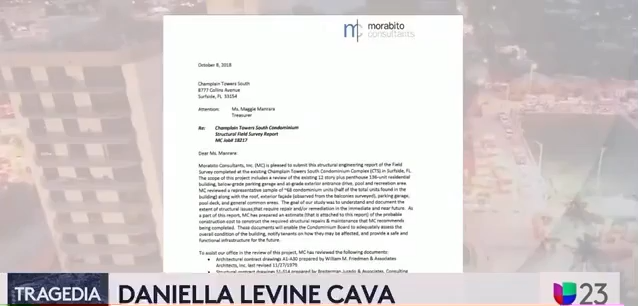 morabito
consultants
October 8, 2018
Champlain Towers South
8777 Collins Avenue
Surfside, FL 33154
Attention: Ms. Maggie Manrara
Treasurer
Re: Champlain Towers South Condominium
Structural Field Survey Report
MC Job# 18217
Dear Ms. Manrara:
Morabito Consultants, Inc. (MC) is pleased to submit this structural engineering report of the Field
Survey completed at the existing Champlain Towers South Condominium Complex (CTS) in Surfside, FL.
The scope of this project includes a review of the existing 12 story plus penthouse 136-unit residential
building, below-grade parking garage and at-grade exterior entrance drive, pool and recreation area.
MC reviewed a representative sample of 68 condominium units (half of the total units found in the
building) along with the roof, exterior façade (observed from the balconies surveyed), parking garage,
pool deck, and general common areas. The goal of our study was to understand and document the
extent of structural issues that require repair and/or remediation in the immediate and near future. As
a part of this report, MC has prepared an estimate (that is attached to this report) of the probable
construction cost to construct the required structural repairs & maintenance that MC recommends
being completed. These documents will enable the Condominium Board to adequately assess the
overall condition of the building, notify tenants on how they may be affected, and provide a safe and
functional infrastructure for the future.
To assist our office in the review of this project, MC has reviewed the following documents:
• Architectural contract drawings A1-A30 prepared by William M. Friedman & Associates
Architects, Inc. last revised 11/27/1979.
TRAGEDIA
DANIELLA LEVINE CAVA
23